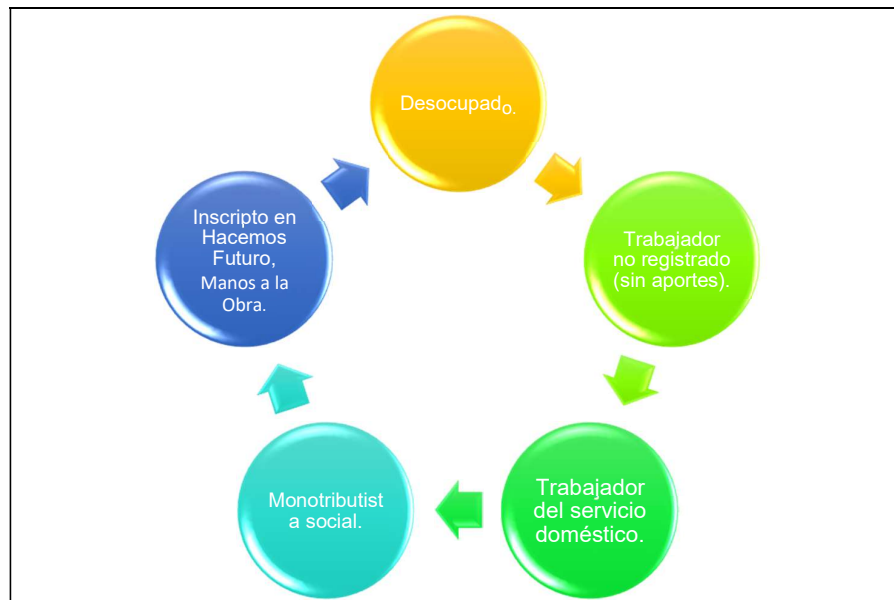 Desocupado.
Trabajador
no registrado
(sin aportes).
Trabajador
del servicio
doméstico.
Monotributist
a social.
Inscripto en
Hacemos
Futuro,
Manos a la
Obra.